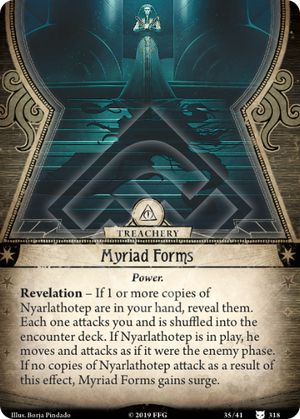 TREACHERY
Myriad Forms
Power.
Revelation – If 1 or more copies of
Nyarlathotep are in your hand, reveal them.
Each one attacks you and is shuffled into the
encounter deck. If Nyarlathotep is in play, he
moves and attacks as if it were the enemy phase.
If no copies of Nyarlathotep attack as a result of
this effect, Myriad Forms gains surge.
Illus. Borja Pindado © 2019 FFG 35/41 318